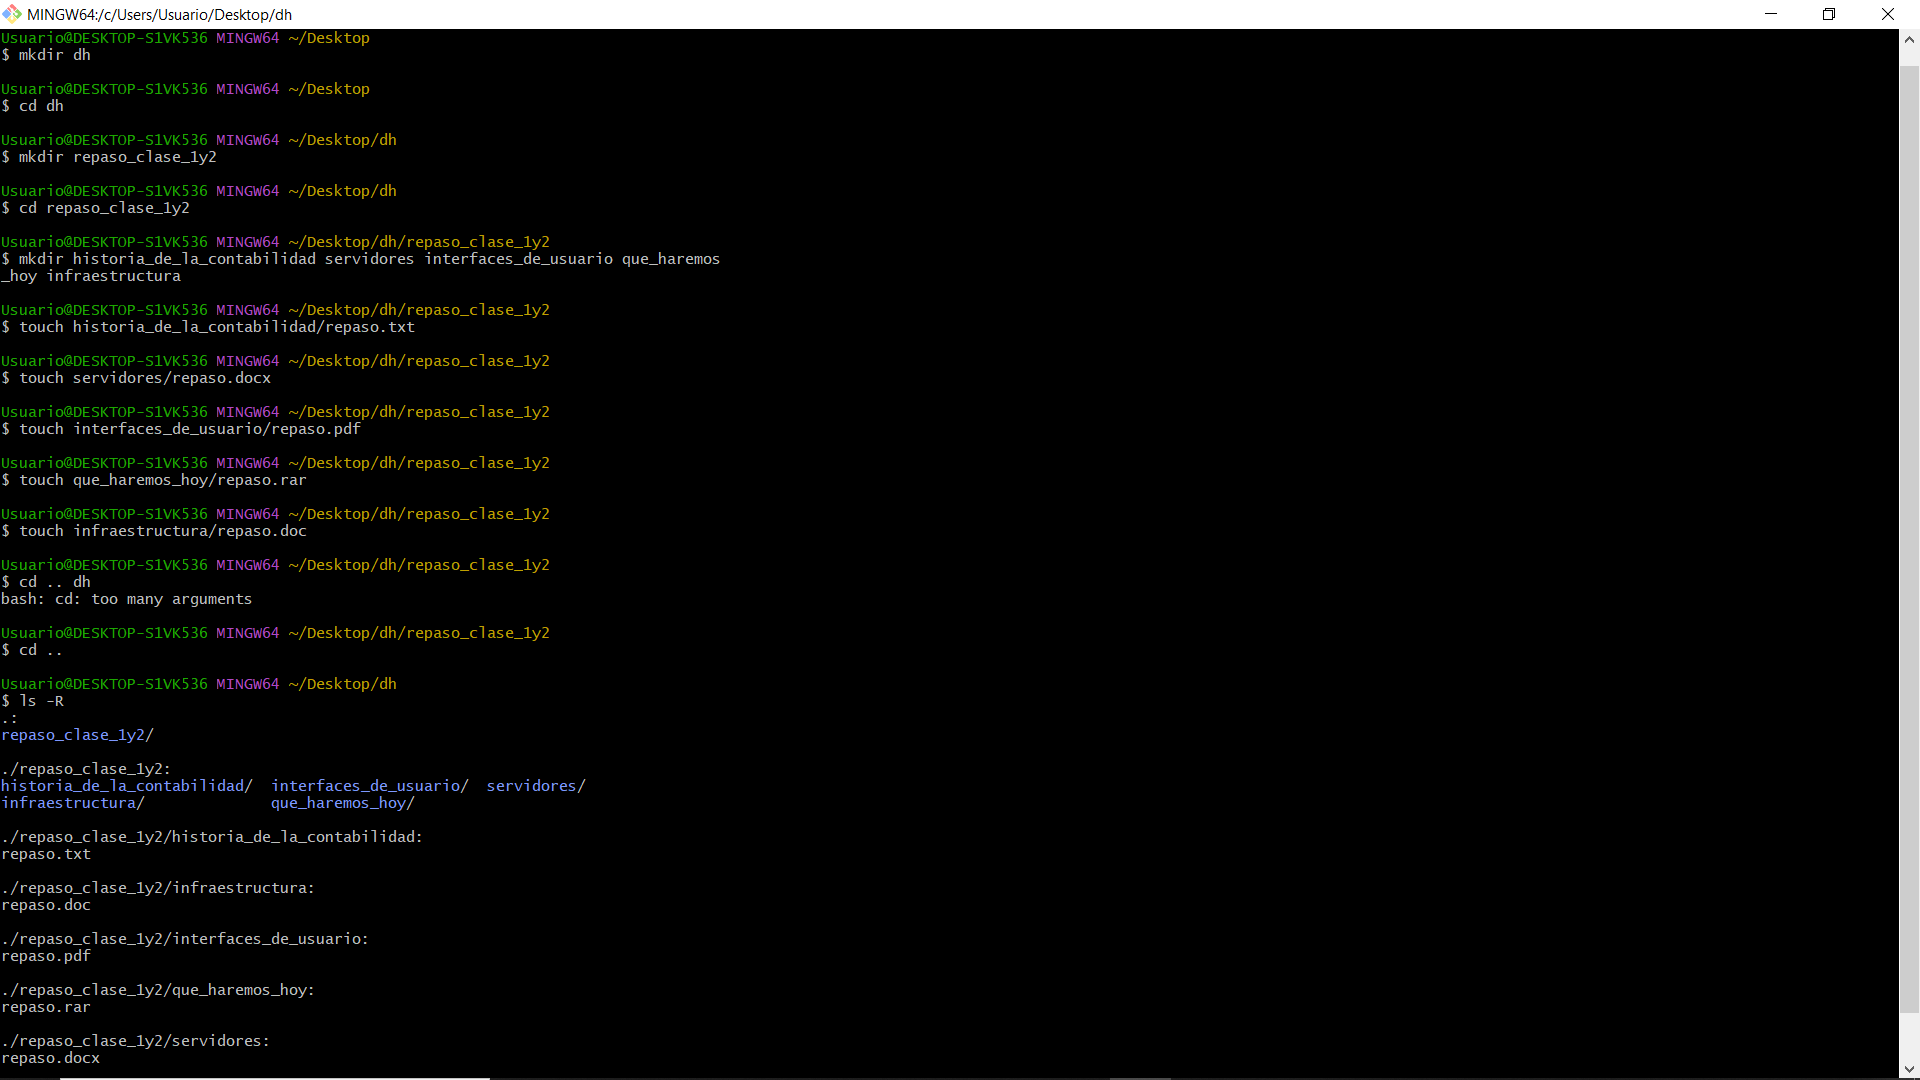 MINGW64:/c/Users/Usuario/Desktop/dh
Usuario@DESKTOP-S1VK536 MINGW64 ~/Desktop
$ mkdir dh
Usuario@DESKTOP-S1VK536 MINGW64 ~/Desktop
$ cd dh
Usuario@DESKTOP-S1VK536 MINGW64 ~/Desktop/dh
$ mkdir repaso_clase_1y2
Usuario@DESKTOP-S1VK536 MINGW64 ~/Desktop/dh
$ cd repaso_clase_1y2
Usuario@DESKTOP-S1VK536 MINGW64 ~/Desktop/dh/repaso_clase_1y2
$ mkdir historia_de_la_contabilidad servidores interfaces_de_usuario que_haremos
_hoy infraestructura
Usuario@DESKTOP-S1VK536 MINGW64 ~/Desktop/dh/repaso_clase_1y2
$ touch historia_de_la_contabilidad/repaso.txt
Usuario@DESKTOP-S1VK536 MINGW64 ~/Desktop/dh/repaso_clase_1y2
$ touch servidores/repaso.docx
Usuario@DESKTOP-S1VK536 MINGW64 ~/Desktop/dh/repaso_clase_1y2
$ touch interfaces_de_usuario/repaso.pdf
Usuario@DESKTOP-S1VK536 MINGW64 ~/Desktop/dh/repaso_clase_1y2
$ touch que_haremos_hoy/repaso.rar
Usuario@DESKTOP-S1VK536 MINGW64 ~/Desktop/dh/repaso_clase_1y2
$ touch infraestructura/repaso.doc
Usuario@DESKTOP-S1VK536 MINGW64 ~/Desktop/dh/repaso_clase_1y2
$ cd .. dh
bash: cd: too many arguments
Usuario@DESKTOP-S1VK536 MINGW64 ~/Desktop/dh/repaso_clase_1y2
$ cd ..
Usuario@DESKTOP-S1VK536 MINGW64 ~/Desktop/dh
$ ls -R
.:
repaso_clase_1y2/
./repaso_clase_1y2:
historia_de_la_contabilidad/  interfaces_de_usuario/  servidores/
infraestructura/              que_haremos_hoy/
./repaso_clase_1y2/historia_de_la_contabilidad:
repaso.txt
./repaso_clase_1y2/infraestructura:
repaso.doc
./repaso_clase_1y2/interfaces_de_usuario:
repaso.pdf
./repaso_clase_1y2/que_haremos_hoy:
repaso.rar
./repaso_clase_1y2/servidores:
repaso.docx